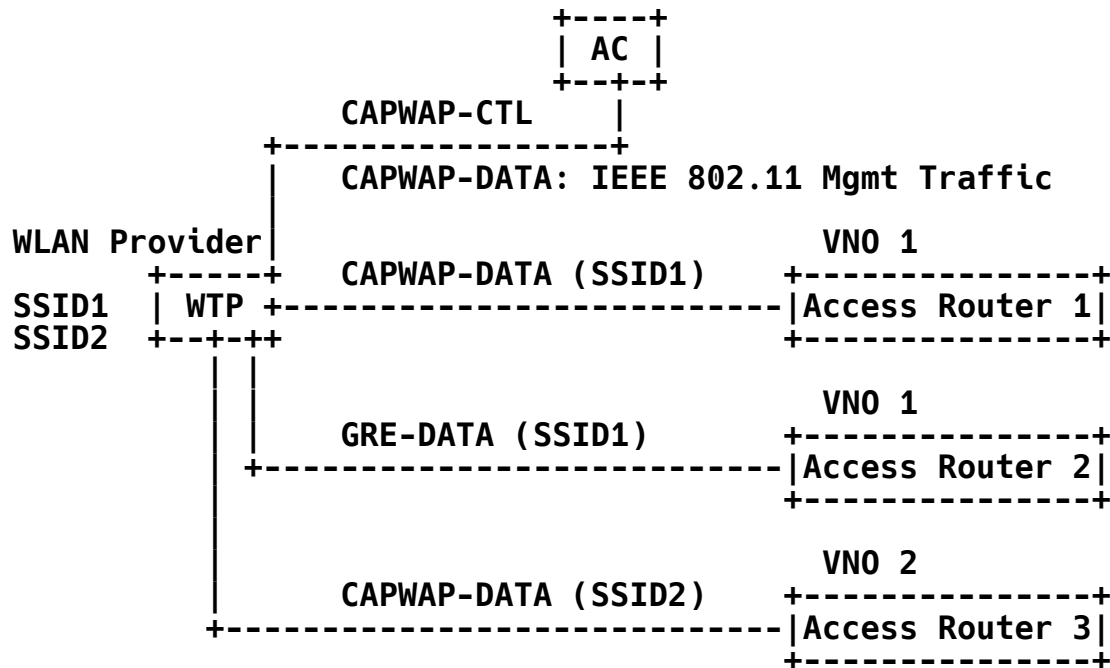 AC
CAPWAP-CTL
CAPWAP-DATA: IEEE 802.11 Mgmt Traffic
WLAN Provider VNO 1
CAPWAP-DATA (SSID1)
SSID1 WTP Access Router 1
SSID2
VNO 1
GRE-DATA (SSID1)
Access Router 2
VNO 2
CAPWAP-DATA (SSID2)
Access Router 3